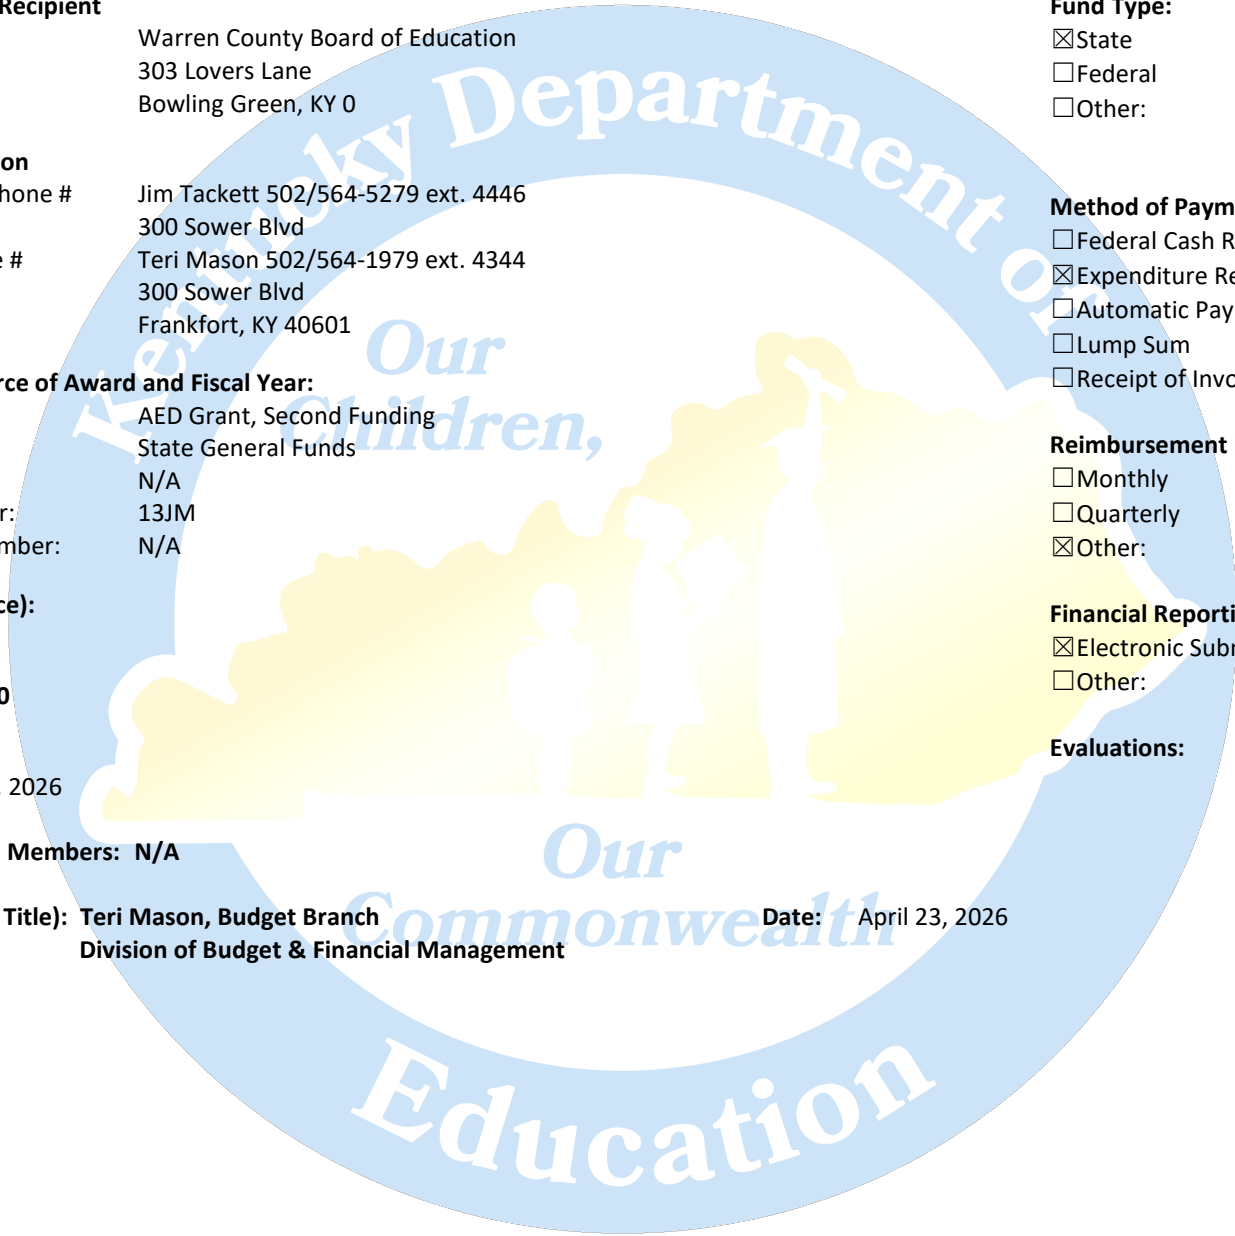 Recipient
Warren County Board of Education
303 Lovers Lane
Bowling Green, KY 0
on
hone # Jim Tackett 502/564-5279 ext. 4446
300 Sower Blvd
e # Teri Mason 502/564-1979 ext. 4344
300 Sower Blvd
Frankfort, KY 40601
rce of Award and Fiscal Year:
AED Grant, Second Funding
State General Funds
N/A
r: 13JM
mber: N/A
ce):
0
, 2026
Members: N/A
Title): Teri Mason, Budget Branch Date: April 23, 2026
Division of Budget & Financial Management
Fund Type:
☒State
☐Federal
☐Other:
Method of Paym
☐Federal Cash R
☒Expenditure Re
☐Automatic Pay
☐Lump Sum
☐Receipt of Invo
Reimbursement
☐Monthly
☐Quarterly
☒Other:
Financial Reporti
☒Electronic Subm
☐Other:
Evaluations:
Kentucky Department of
Education
Our
Children,
Our
Commonwealth